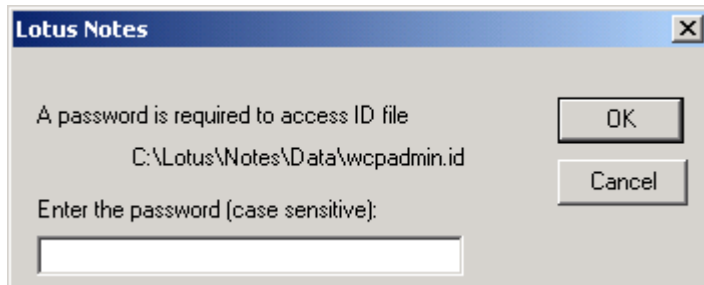 Lotus Notes
A password is required to access ID file
OK
C:\Lotus\Notes\Data\wcpadmin.id
Cancel
Enter the password (case sensitive):